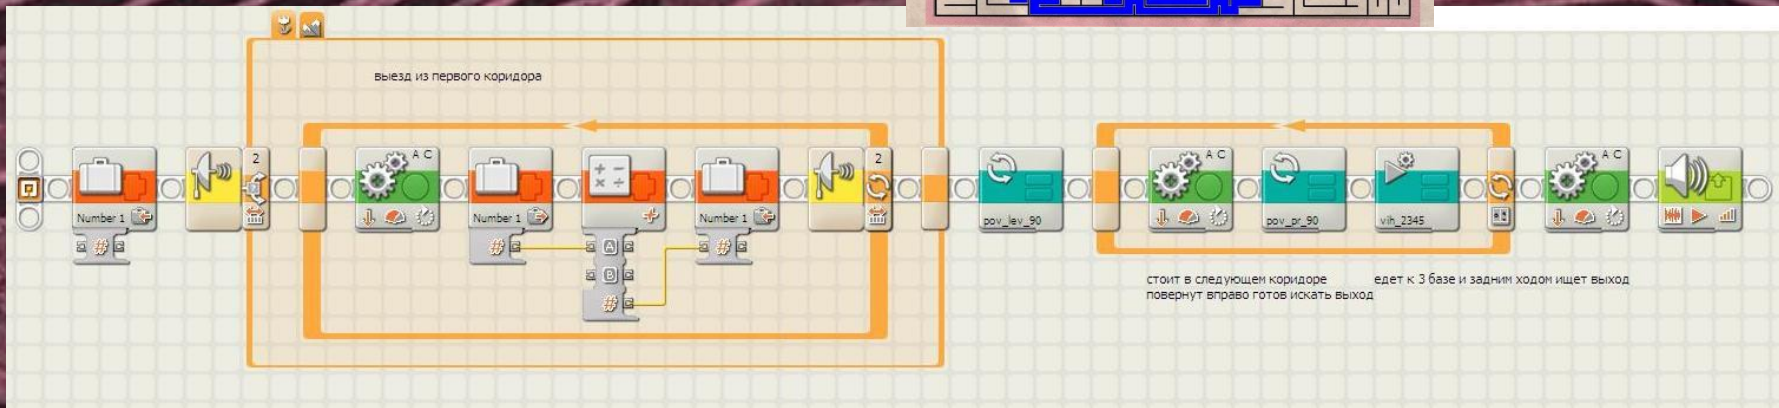 выезд из первого коридора
2
A C
2
A C
A C
Number 1
Number 1
Number 1
pov_lev_90
pov_pr_90
vih_2345
A
B
стоит в следующем коридоре
повернут вправо готов искать выход
едет к 3 базе и задним ходом ищет выход